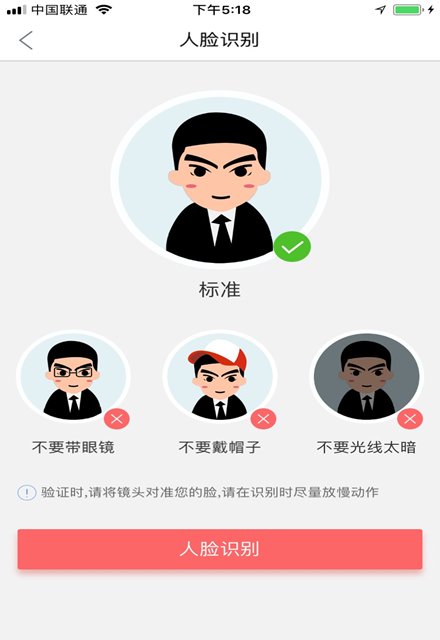 中国联通 下午5:18
人脸识别
标准
不要带眼镜 不要戴帽子 不要光线太暗
验证时,请将镜头对准您的脸,请在识别时尽量放慢动作
人脸识别